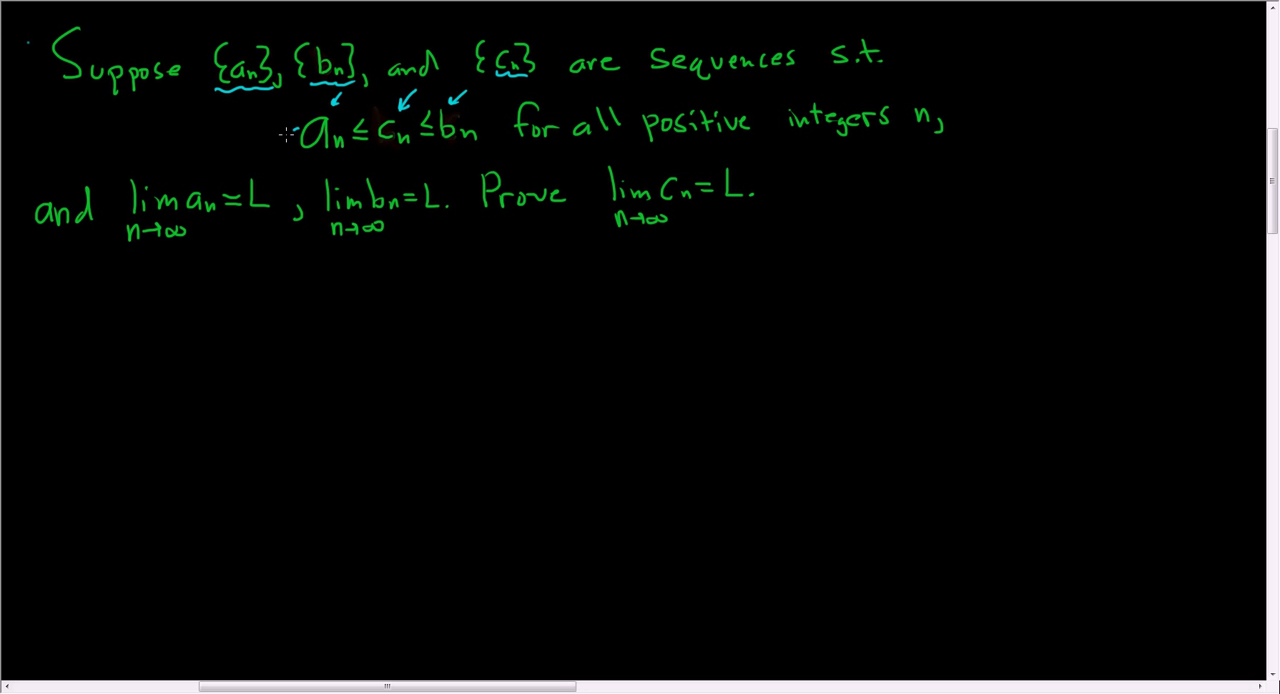 Suppose {aₙ}, {bₙ}, and {cₙ} are sequences s.t.
aₙ ≤ cₙ ≤ bₙ for all positive integers n,
and lim aₙ = L, lim bₙ = L. Prove lim cₙ = L.
n→∞ n→∞ n→∞